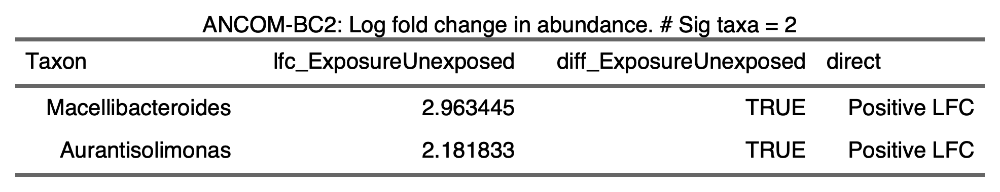 ANCOM-BC2: Log fold change in abundance. # Sig taxa = 2
Taxon lfc_ExposureUnexposed diff_ExposureUnexposed direct
Macellibacteroides 2.963445 TRUE Positive LFC
Aurantisolimonas 2.181833 TRUE Positive LFC